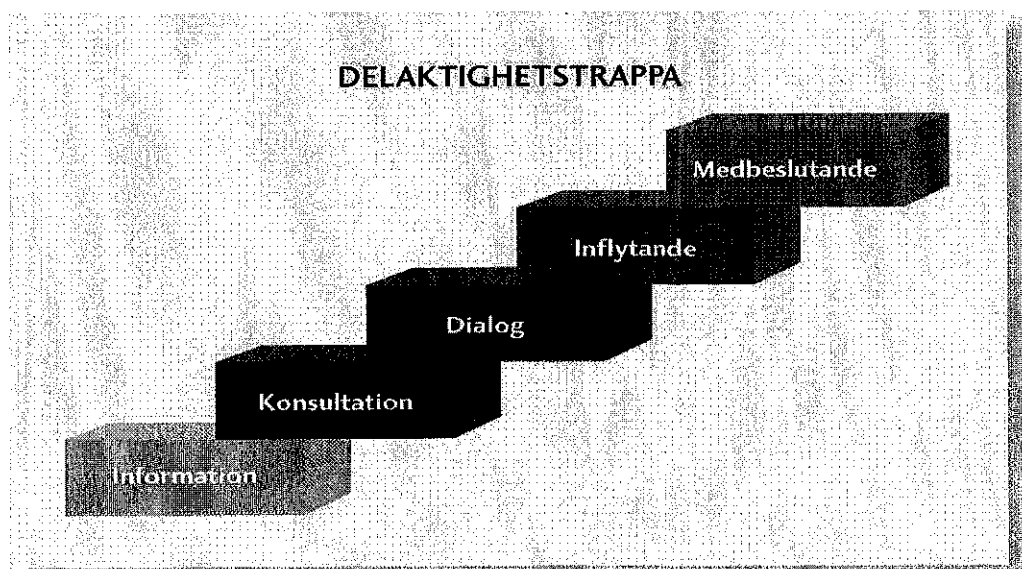 DELAKTIGHETSTRAPPA
Medbeslutande
Inflytande
Dialog
Konsultation
Information